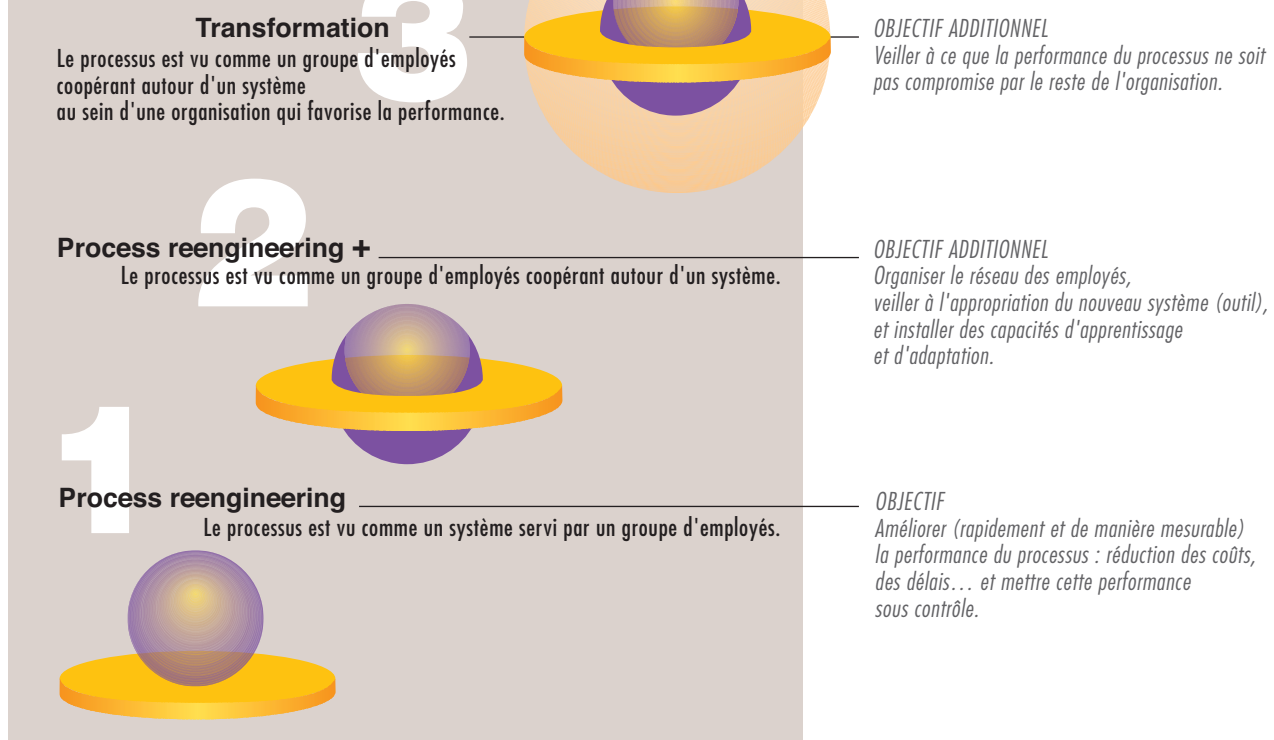 3
Transformation
Le processus est vu comme un groupe d'employés
coopérant autour d'un système
au sein d'une organisation qui favorise la performance.
OBJECTIF ADDITIONNEL
Veiller à ce que la performance du processus ne soit
pas compromise par le reste de l'organisation.
2
Process reengineering +
Le processus est vu comme un groupe d'employés coopérant autour d'un système.
OBJECTIF ADDITIONNEL
Organiser le réseau des employés,
veiller à l'appropriation du nouveau système (outil),
et installer des capacités d'apprentissage
et d'adaptation.
1
Process reengineering
Le processus est vu comme un système servi par un groupe d'employés.
OBJECTIF
Améliorer (rapidement et de manière mesurable)
la performance du processus : réduction des coûts,
des délais... et mettre cette performance
sous contrôle.